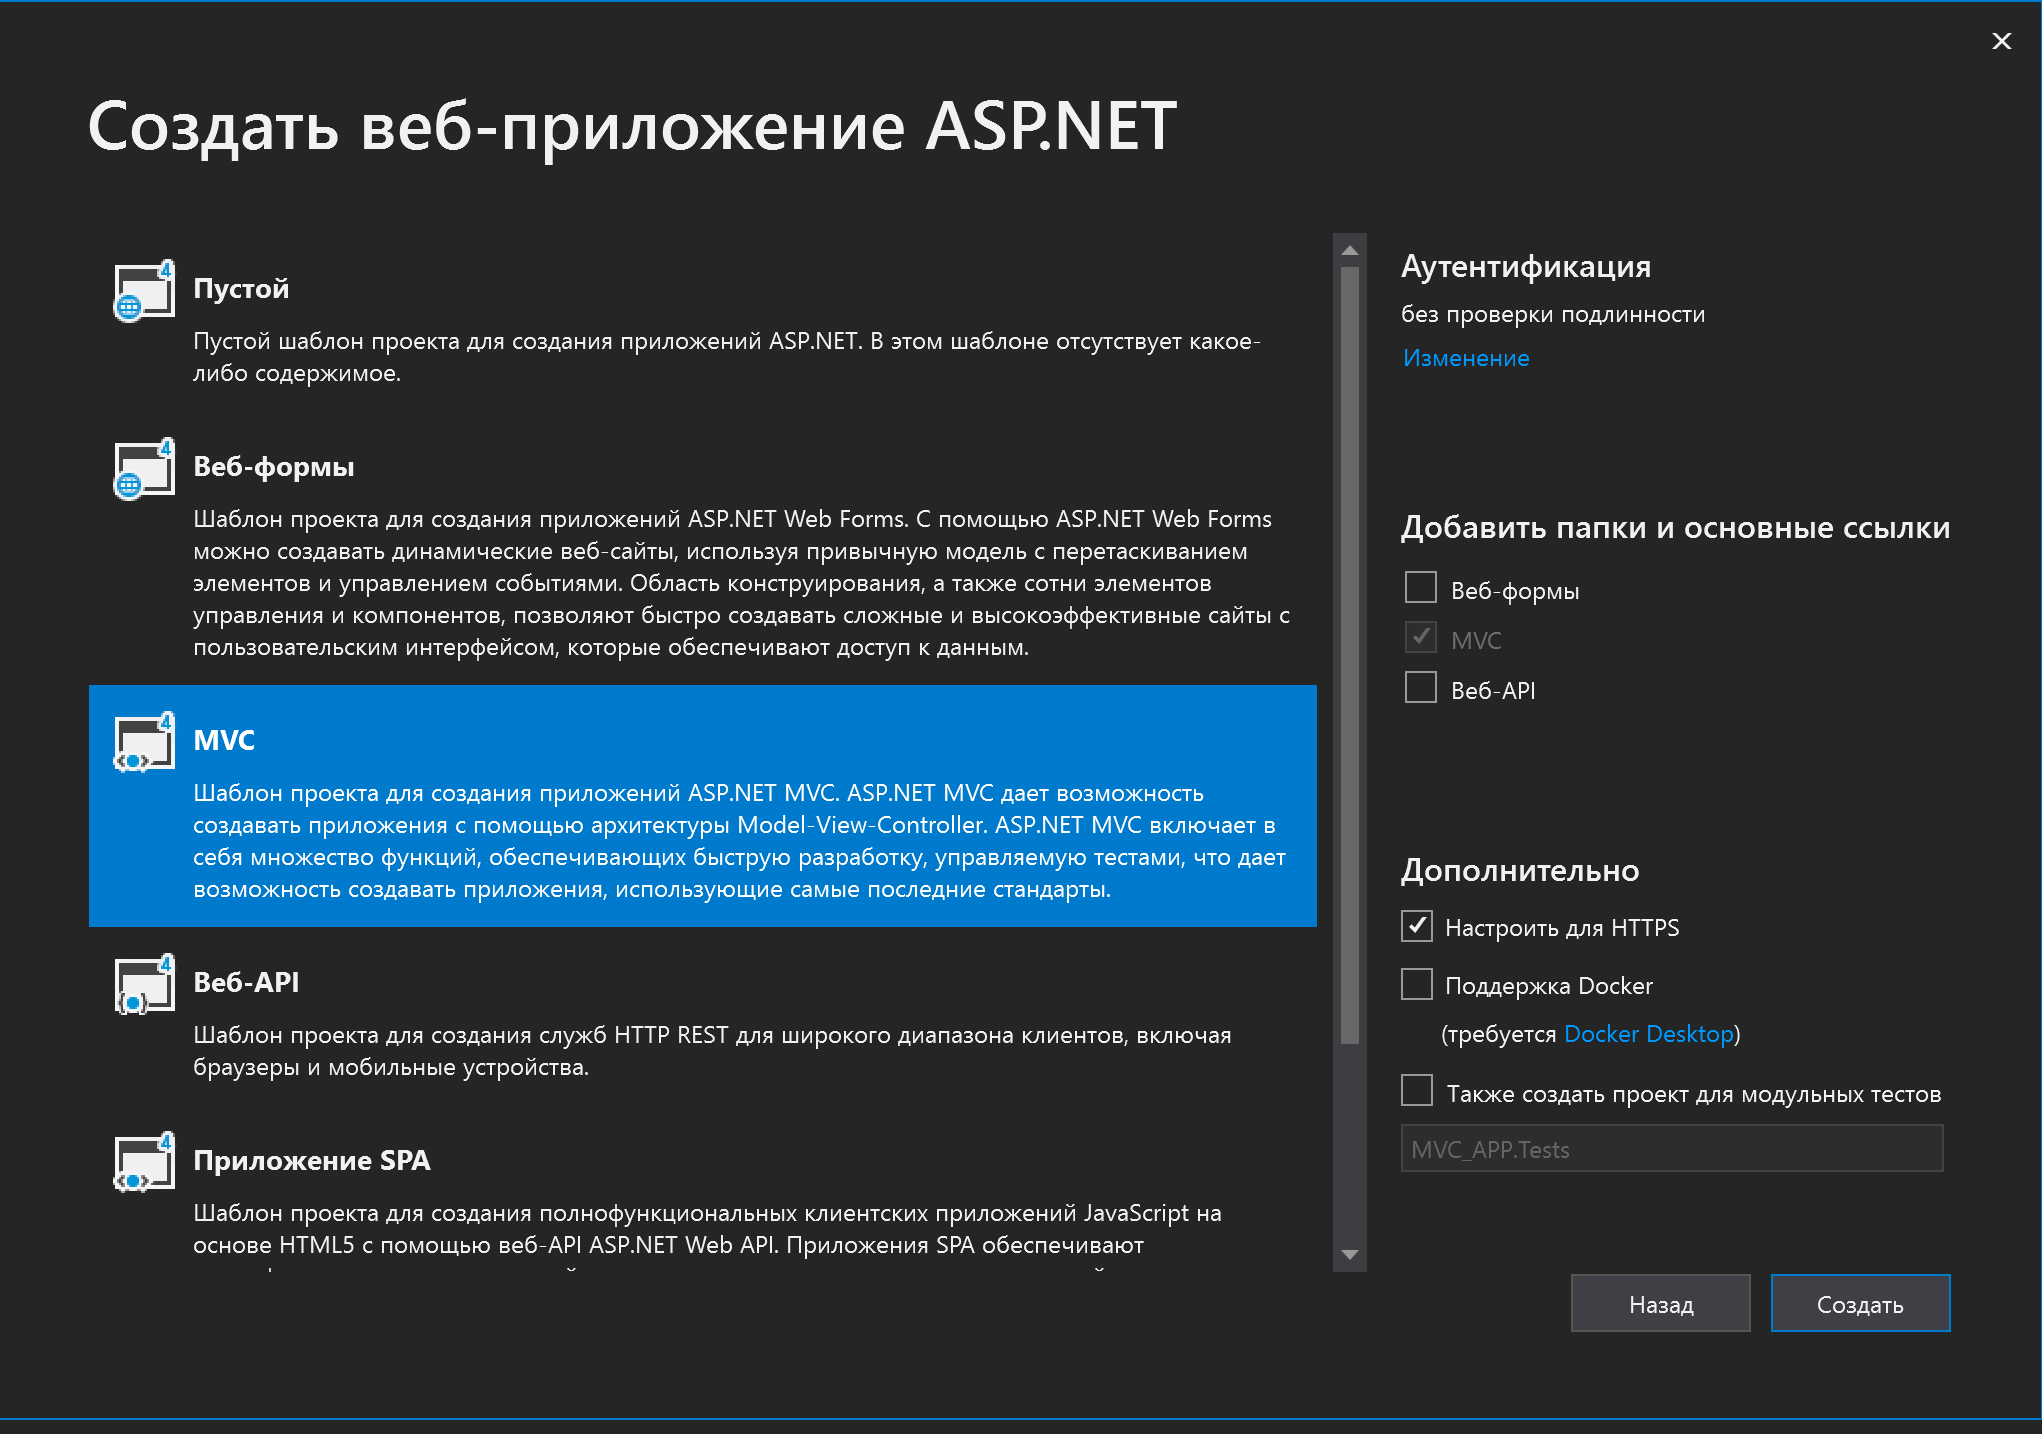 Создать веб-приложение ASP.NET
Пустой
Пустой шаблон проекта для создания приложений ASP.NET. В этом шаблоне отсутствует какое-
либо содержимое.
Веб-формы
Шаблон проекта для создания приложений ASP.NET Web Forms. С помощью ASP.NET Web Forms
можно создавать динамические веб-сайты, используя привычную модель с перетаскиванием
элементов и управлением событиями. Область конструирования, а также сотни элементов
управления и компонентов, позволяют быстро создавать сложные и высокоэффективные сайты с
пользовательским интерфейсом, которые обеспечивают доступ к данным.
MVC
Шаблон проекта для создания приложений ASP.NET MVC. ASP.NET MVC дает возможность
создавать приложения с помощью архитектуры Model-View-Controller. ASP.NET MVC включает в
себя множество функций, обеспечивающих быструю разработку, управляемую тестами, что дает
возможность создавать приложения, использующие самые последние стандарты.
Веб-API
Шаблон проекта для создания служб HTTP REST для широкого диапазона клиентов, включая
браузеры и мобильные устройства.
Приложение SPA
Шаблон проекта для создания полнофункциональных клиентских приложений JavaScript на
основе HTML5 с помощью веб-API ASP.NET Web API. Приложения SPA обеспечивают
Аутентификация
без проверки подлинности
Изменение
Добавить папки и основные ссылки
Веб-формы
MVC
Веб-API
Дополнительно
Настроить для HTTPS
Поддержка Docker
(требуется Docker Desktop)
Также создать проект для модульных тестов
MVC_APP.Tests
Назад
Создать